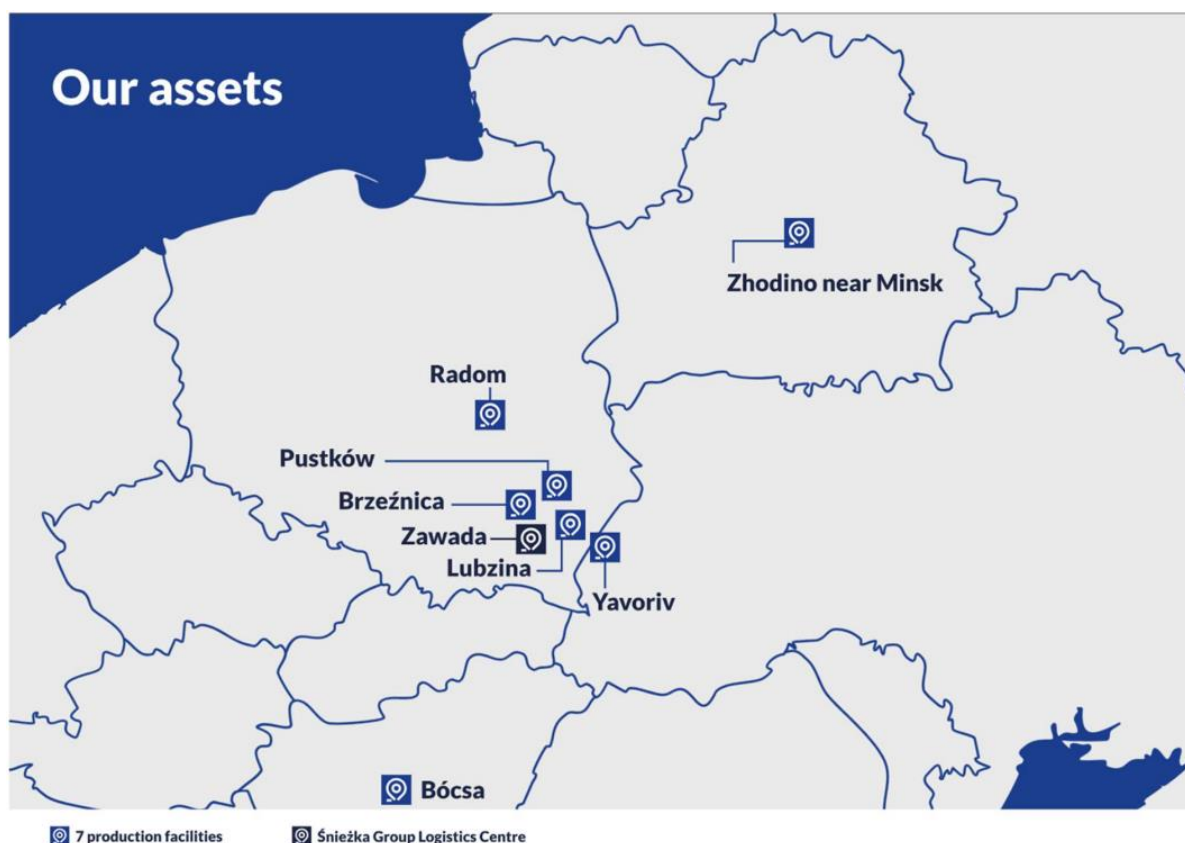 Our assets
Zhodino near Minsk
Radom
Pustków
Brzeźnica
Zawada
Lubzina
Yavoriv
Bócsa
7 production facilities
Śnieżka Group Logistics Centre